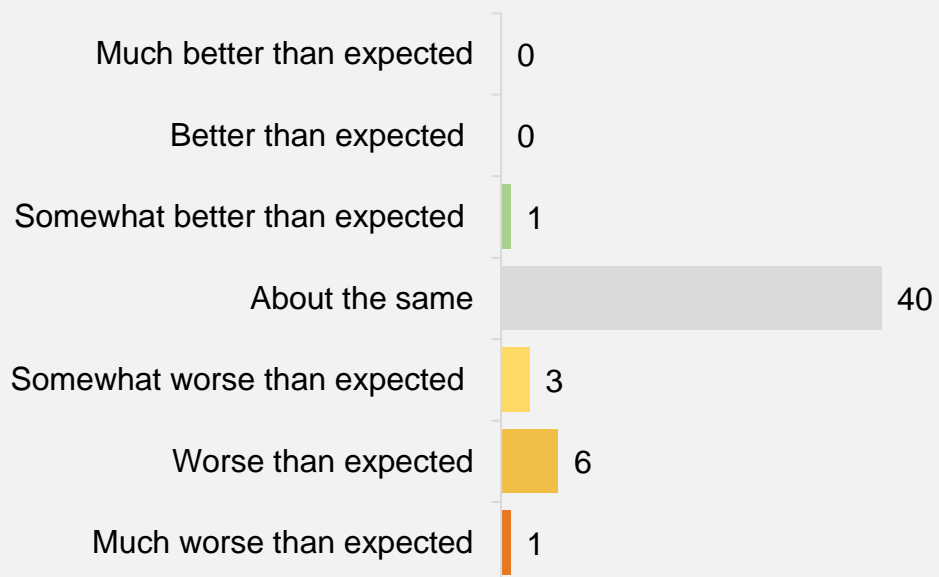 Much better than expected 0
Better than expected 0
Somewhat better than expected 1
About the same 40
Somewhat worse than expected 3
Worse than expected 6
Much worse than expected 1